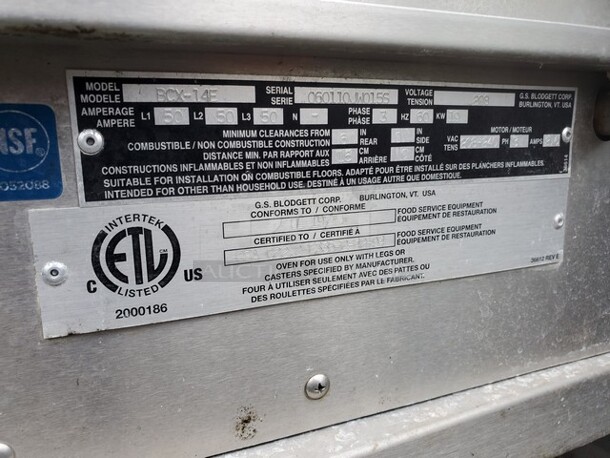 MODEL
MODELE BCX-14E
SERIAL
SERIE 060110JW015S
VOLTAGE
TENSION 208
G.S. BLODGETT CORP.
BURLINGTON, VT. USA
AMPERAGE
AMPERE L1 50 L2 50 L3 50 N -
PHASE
PHASE 3 HZ 60 KW
MINIMUM CLEARANCES FROM
COMBUSTIBLE / NON COMBUSTIBLE CONSTRUCTION
DISTANCE MIN. PAR RAPPORT AUX
CONSTRUCTIONS INFLAMMABLES ET NON INFLAMMABLES
IN REAR IN SIDE
CM ARRIÈRE CM CÔTÉ
MOTOR / MOTEUR
VAC
TENS PH AMPS
SUITABLE FOR INSTALLATION ON COMBUSTIBLE FLOORS. ADAPTÉ POUR ÊTRE INSTALLÉ SUR DES PLANCHERS INFLAMMABLES.
INTENDED FOR OTHER THAN HOUSEHOLD USE. DESTINÉ À UN USAGE AUTRE QUE DOMESTIQUE.
G.S. BLODGETT CORP. BURLINGTON, VT. USA
CONFORMS TO / CONFORME
FOOD SERVICE EQUIPMENT
EQUIPEMENT DE RESTAURATION
CERTIFIED TO / CERTIFIÉ A
FOOD SERVICE EQUIPMENT
EQUIPEMENT DE RESTAURATION
OVEN FOR USE ONLY WITH LEGS OR
CASTERS SPECIFIED BY MANUFACTURER.
FOUR À UTILISER SEULEMENT AVEC DES PATTES OU
DES ROULETTES SPÉCIFIÉES PAR LE FABRICANT.
39610 REV E
INTERTEK
ETL CM
LISTED
C US
2000186
NSF